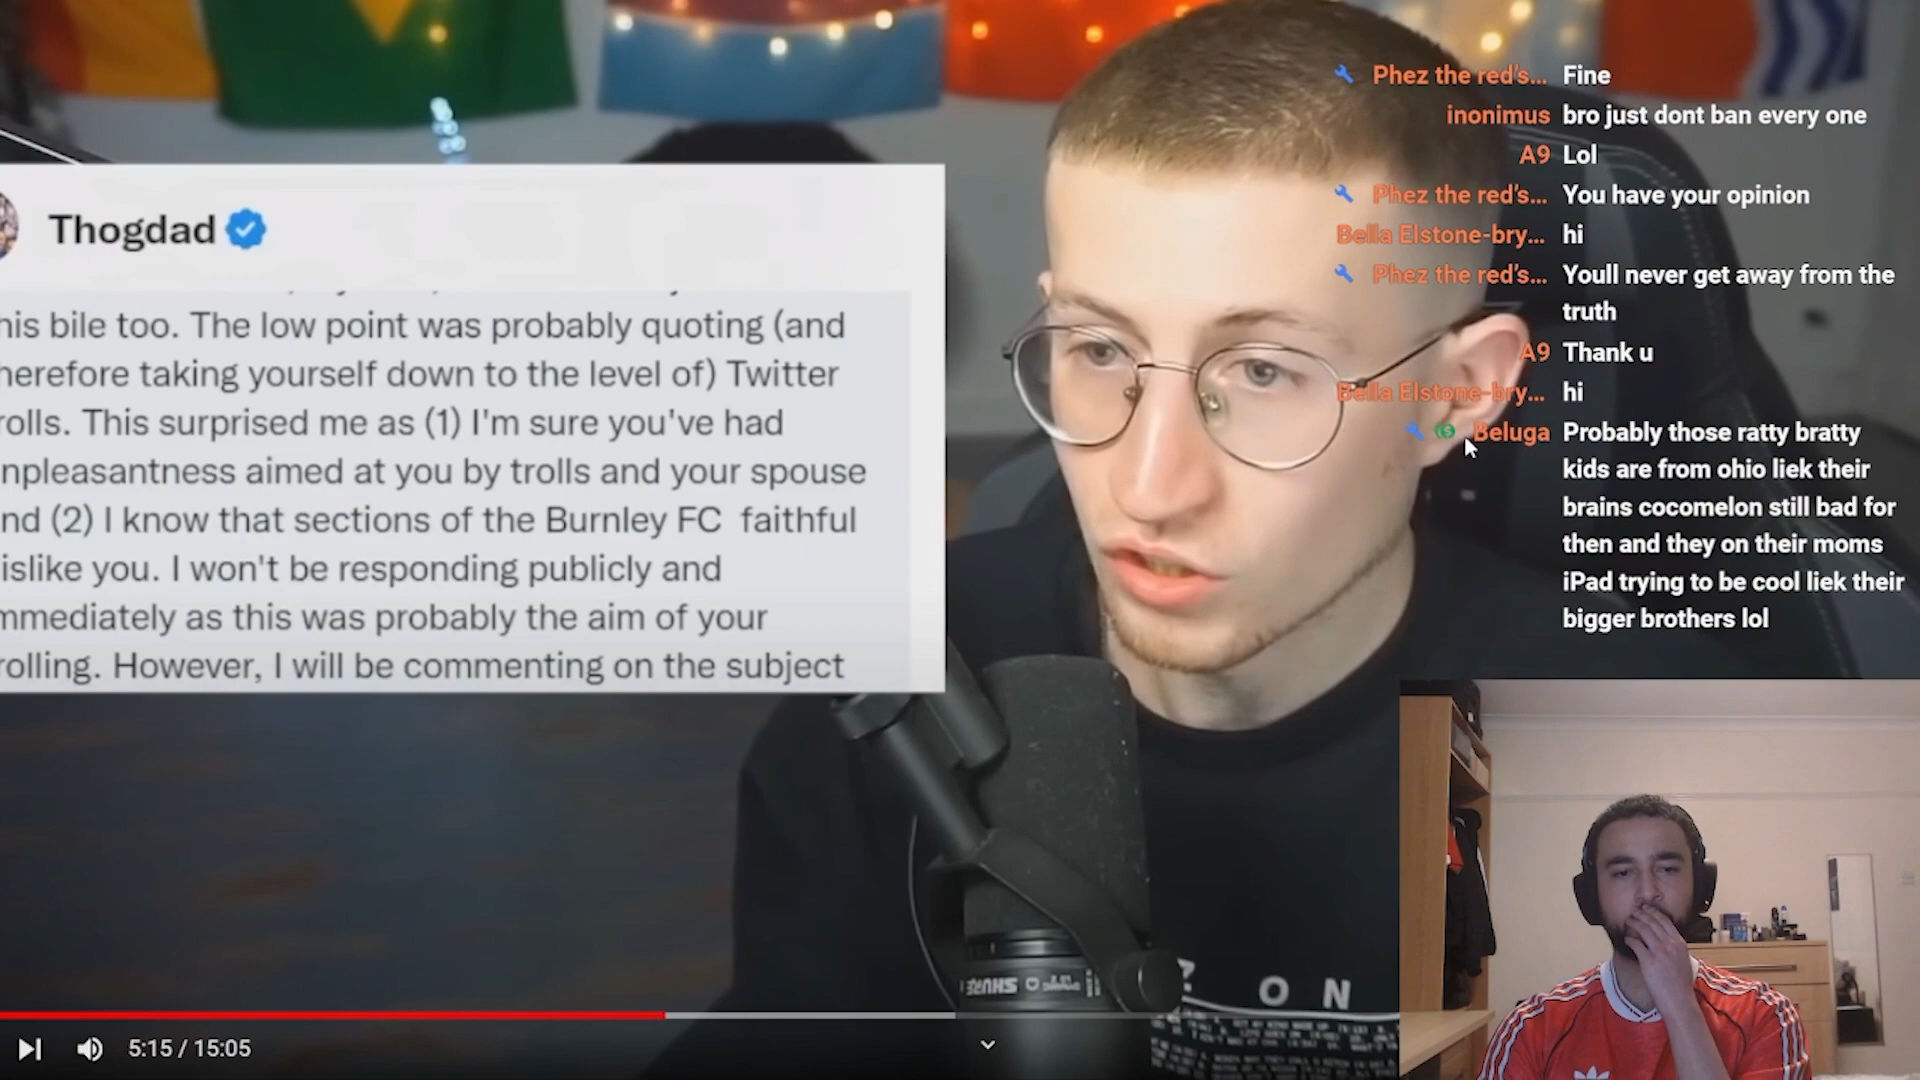 Thogdad
his bile too. The low point was probably quoting (and
herefore taking yourself down to the level of) Twitter
rolls. This surprised me as (1) I'm sure you've had
npleasantness aimed at you by trolls and your spouse
nd (2) I know that sections of the Burnley FC faithful
islike you. I won't be responding publicly and
mmediately as this was probably the aim of your
rolling. However, I will be commenting on the subject
Phez the red's... Fine
inonimus bro just dont ban every one
A9 Lol
Phez the red's... You have your opinion
Bella Elstone-bry... hi
Phez the red's... Youll never get away from the
truth
A9 Thank u
Bella Elstone-bry... hi
Beluga Probably those ratty bratty
kids are from ohio liek their
brains cocomelon still bad for
then and they on their moms
iPad trying to be cool liek their
bigger brothers lol
SHURE
Z O N
5:15 / 15:05